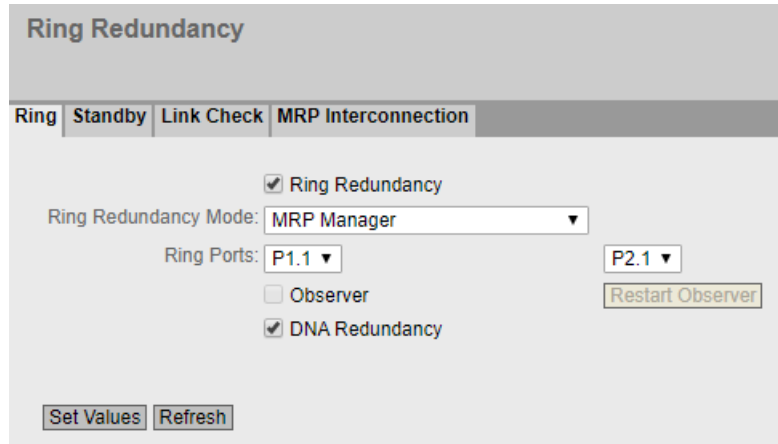 Ring Redundancy
Ring Standby Link Check MRP Interconnection
Ring Redundancy
Ring Redundancy Mode: MRP Manager
Ring Ports: P1.1 P2.1
Observer Restart Observer
DNA Redundancy
Set Values Refresh